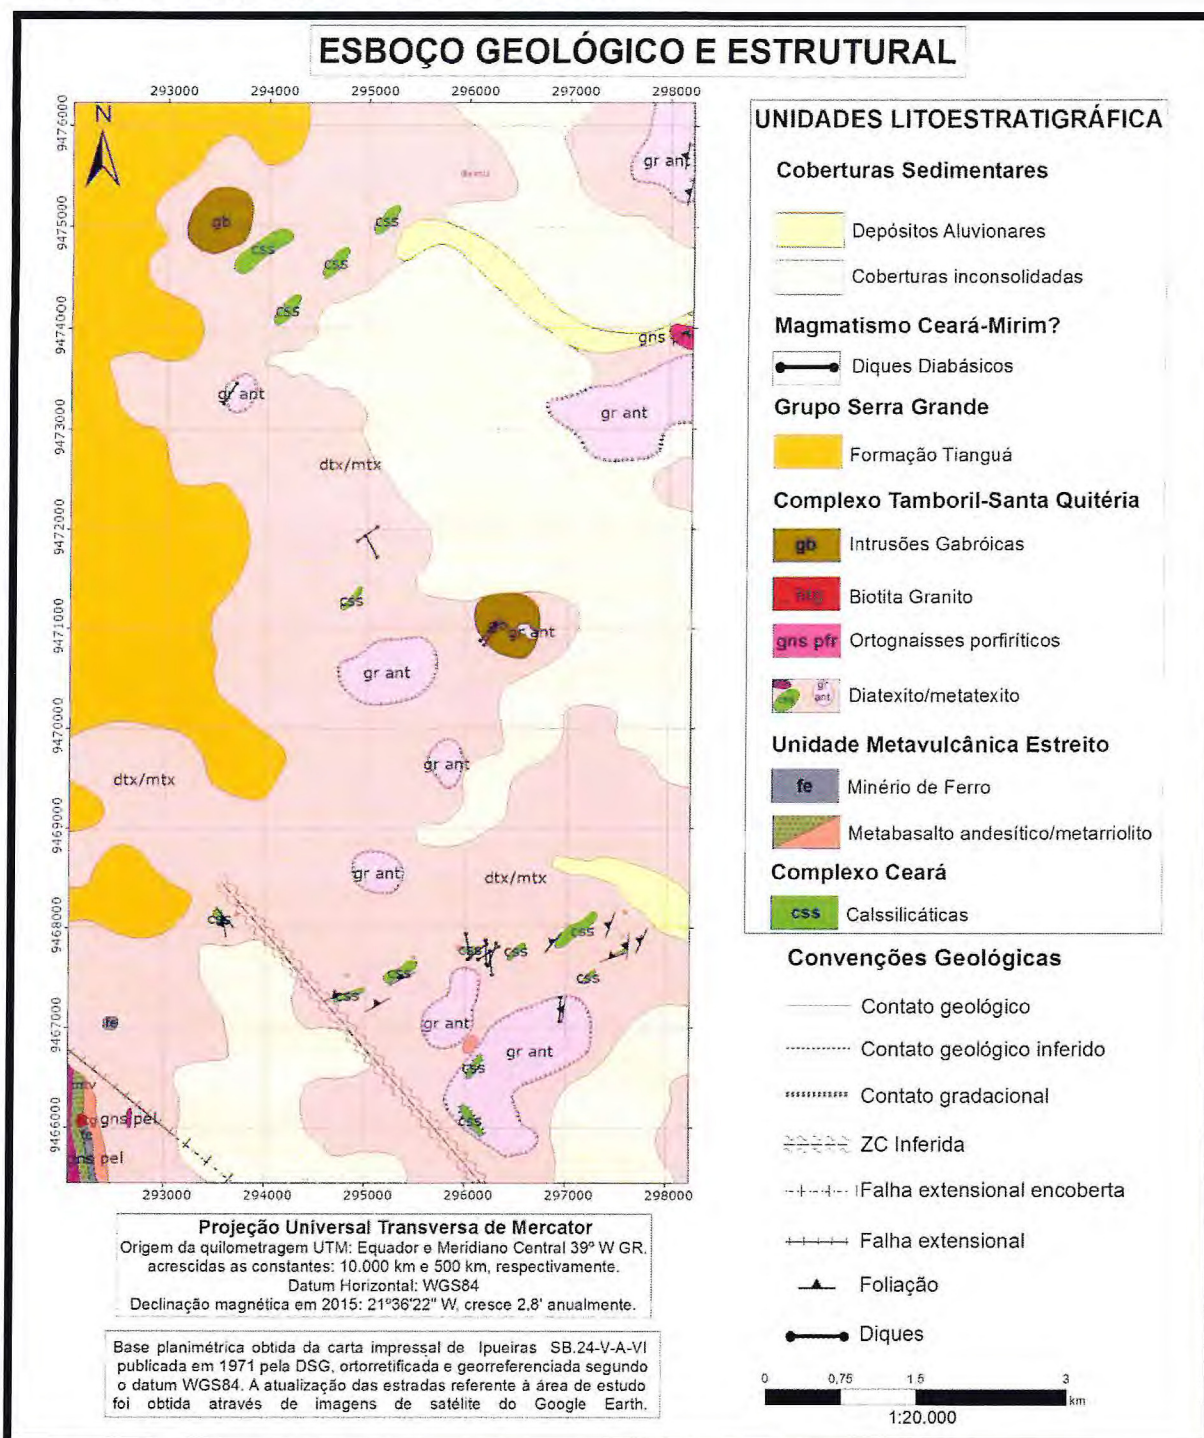 ESBOÇO GEOLÓGICO E ESTRUTURAL
293000 294000 295000 296000 297000 298000
9476000
9475000
9474000
9473000
9472000
9471000
9470000
9469000
9468000
9467000
9466000
N
gr ant
gb
css
css
css
css
gns
gr ant
gr ant
dtx/mtx
css
gr ant
gr ant
gr ant
dtx/mtx
gr ant
dtx/mtx
css
css
css
css
css
css
css
fe
gr ant
gr ant
css
css
gns pel
fe
gns pel
293000 294000 295000 296000 297000 298000
UNIDADES LITOESTRATIGRÁFICA
Coberturas Sedimentares
Depósitos Aluvionares
Coberturas inconsolidadas
Magmatismo Ceará-Mirim?
Diques Diabásicos
Grupo Serra Grande
Formação Tianguá
Complexo Tamboril-Santa Quitéria
gb Intrusões Gabróicas
Biotita Granito
gns pfr Ortognaisses porfiríticos
css gr ant Diatexito/metatexito
Unidade Metavulcânica Estreito
fe Minério de Ferro
Metabasalto andesítico/metarriolito
Complexo Ceará
css Calssilicáticas
Convenções Geológicas
Contato geológico
Contato geológico inferido
Contato gradacional
ZC Inferida
Falha extensional encoberta
Falha extensional
Foliação
Diques
0 0,75 1,5 3
km
1:20.000
Projeção Universal Transversa de Mercator
Origem da quilometragem UTM: Equador e Meridiano Central 39º W GR.
acrescidas as constantes: 10.000 km e 500 km, respectivamente.
Datum Horizontal: WGS84
Declinação magnética em 2015: 21º36'22" W, cresce 2.8' anualmente.
Base planimétrica obtida da carta impressal de Ipueiras SB.24-V-A-VI
publicada em 1971 pela DSG, ortorretificada e georreferenciada segundo
o datum WGS84. A atualização das estradas referente à área de estudo
foi obtida através de imagens de satélite do Google Earth.